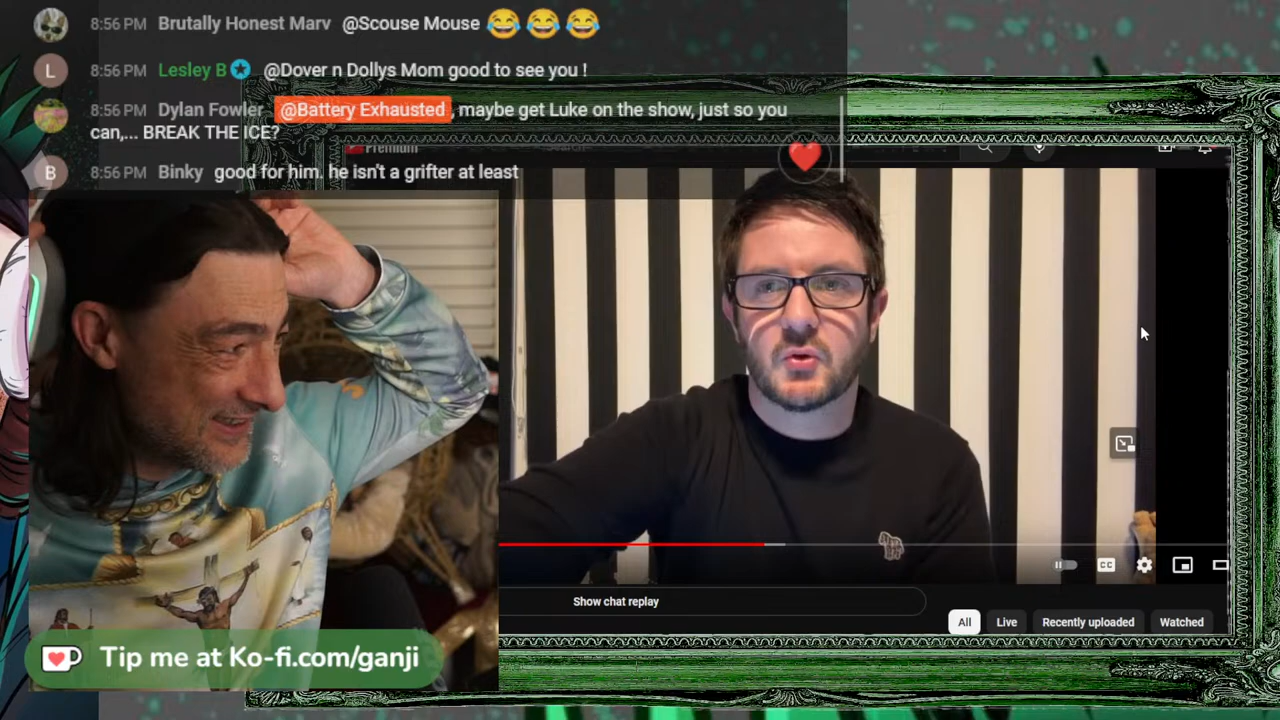 8:56 PM Brutally Honest Marv @Scouse Mouse 😂😂😂
8:56 PM Lesley B @Dover n Dollys Mom good to see you !
8:56 PM Dylan Fowler @Battery Exhausted, maybe get Luke on the show, just so you
can,... BREAK THE ICE?
8:56 PM Binky good for him. he isn't a grifter at least
L
B
Premium
Search
CC
Show chat replay
All Live Recently uploaded Watched
Tip me at Ko-fi.com/ganji